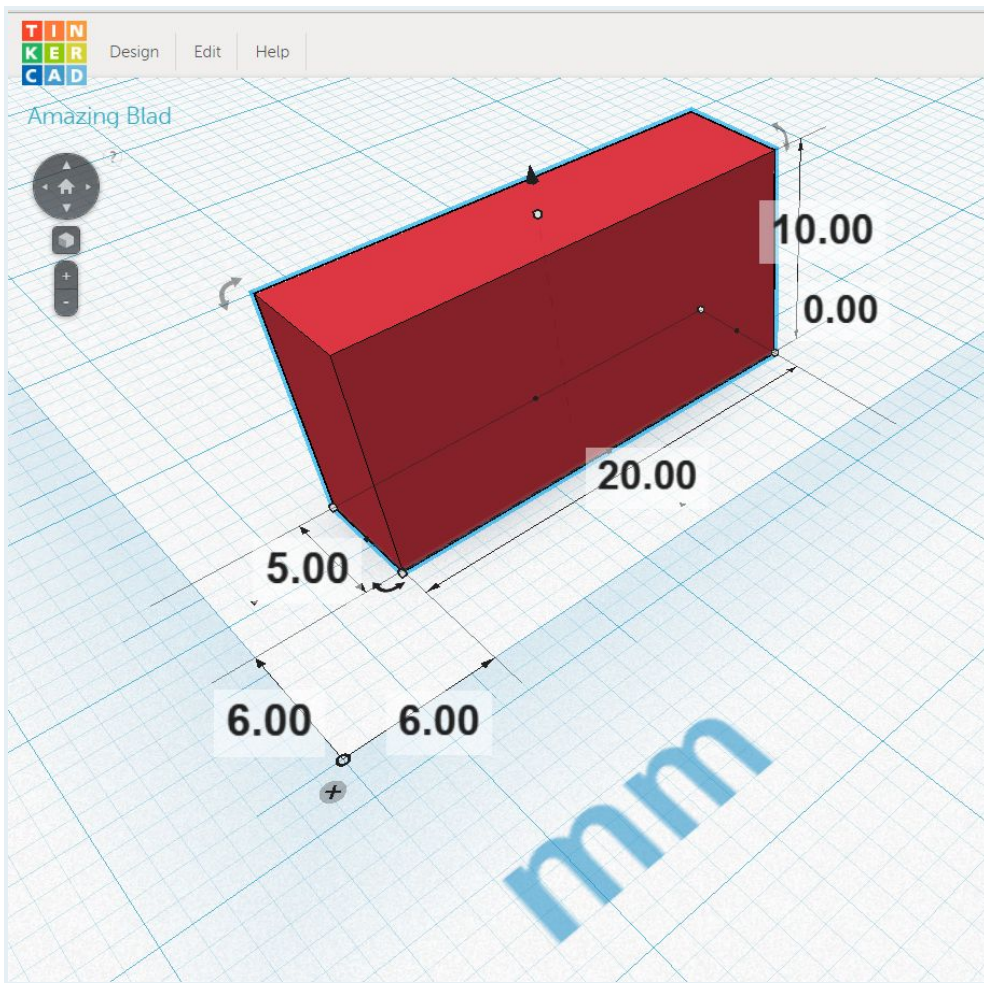 TIN
KER
CAD
Design Edit Help
Amazing Blad
?
10.00
0.00
20.00
5.00
6.00 6.00
mm